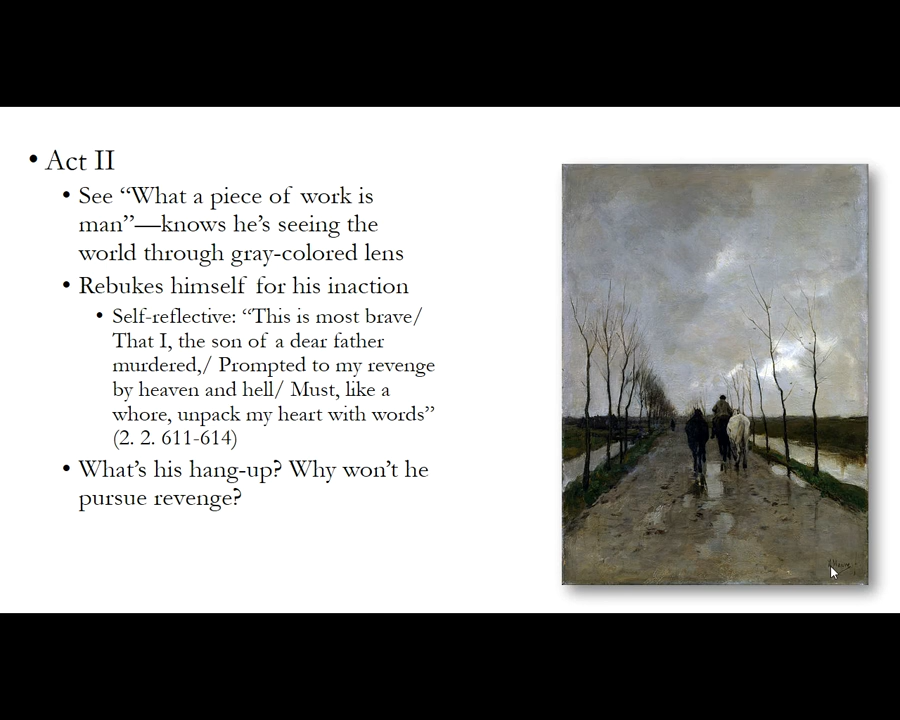 • Act II
• See “What a piece of work is
man”—knows he’s seeing the
world through gray-colored lens
• Rebukes himself for his inaction
• Self-reflective: “This is most brave/
That I, the son of a dear father
murdered,/ Prompted to my revenge
by heaven and hell/ Must, like a
whore, unpack my heart with words”
(2. 2. 611-614)
• What’s his hang-up? Why won’t he
pursue revenge?